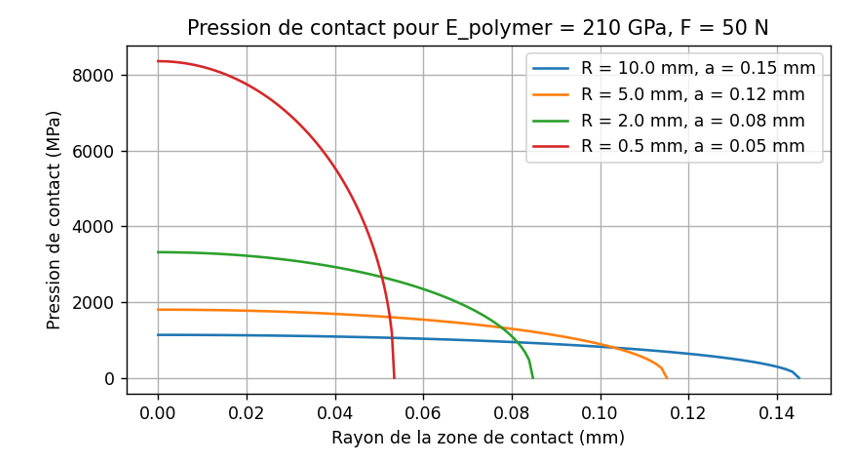 Pression de contact pour E_polymer = 210 GPa, F = 50 N
R = 10.0 mm, a = 0.15 mm
R = 5.0 mm, a = 0.12 mm
R = 2.0 mm, a = 0.08 mm
R = 0.5 mm, a = 0.05 mm
Pression de contact (MPa)
8000
6000
4000
2000
0
0.00 0.02 0.04 0.06 0.08 0.10 0.12 0.14
Rayon de la zone de contact (mm)